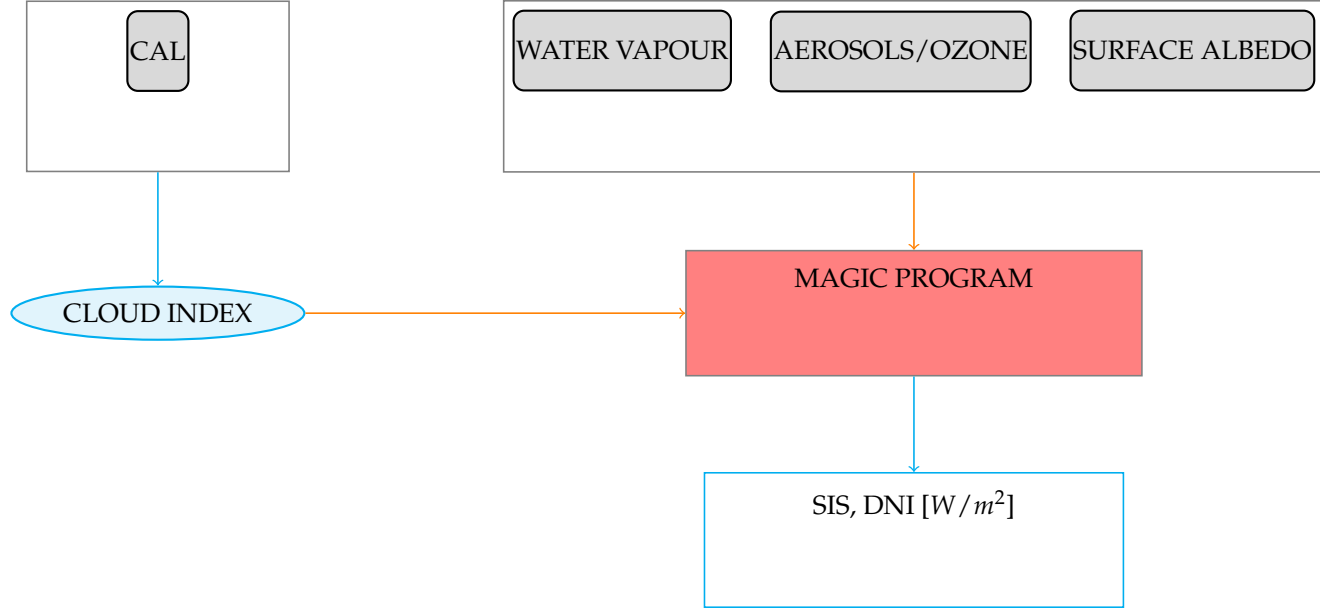 CAL
WATER VAPOUR
AEROSOLS/OZONE
SURFACE ALBEDO
MAGIC PROGRAM
CLOUD INDEX
SIS, DNI [W/m²]